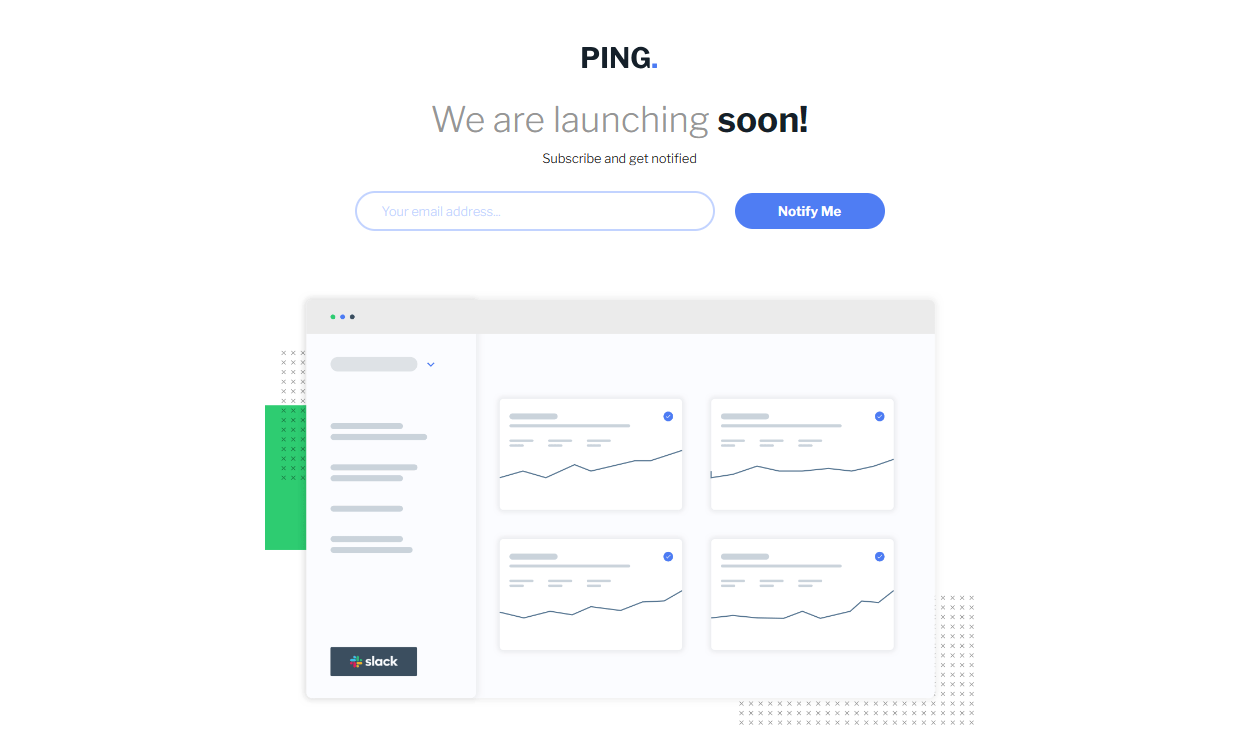 PING.
We are launching soon!
Subscribe and get notified
Your email address...
Notify Me
slack